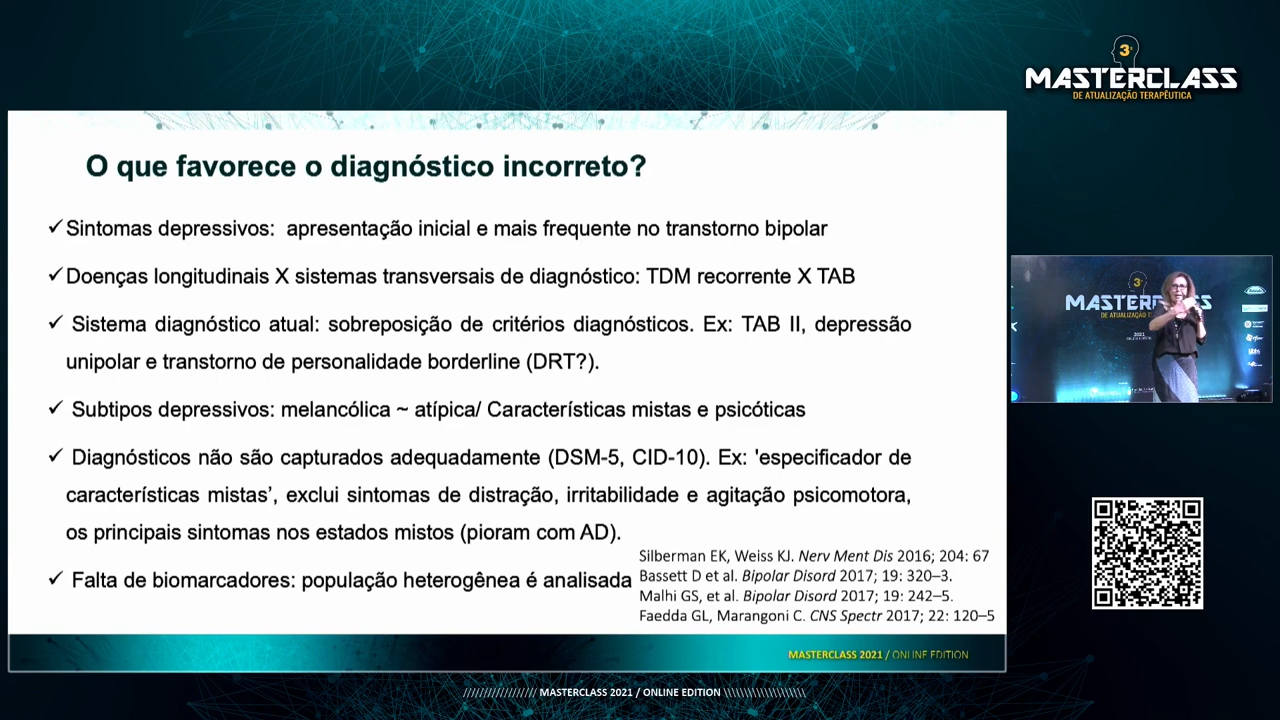 3ª
MASTERCLASS
DE ATUALIZAÇÃO TERAPÊUTICA
O que favorece o diagnóstico incorreto?
✓ Sintomas depressivos: apresentação inicial e mais frequente no transtorno bipolar
✓ Doenças longitudinais X sistemas transversais de diagnóstico: TDM recorrente X TAB
✓ Sistema diagnóstico atual: sobreposição de critérios diagnósticos. Ex: TAB II, depressão
unipolar e transtorno de personalidade borderline (DRT?).
✓ Subtipos depressivos: melancólica ~ atípica/ Características mistas e psicóticas
✓ Diagnósticos não são capturados adequadamente (DSM-5, CID-10). Ex: 'especificador de
características mistas’, exclui sintomas de distração, irritabilidade e agitação psicomotora,
os principais sintomas nos estados mistos (pioram com AD).
✓ Falta de biomarcadores: população heterogênea é analisada
Silberman EK, Weiss KJ. Nerv Ment Dis 2016; 204: 67
Bassett D et al. Bipolar Disord 2017; 19: 320–3.
Malhi GS, et al. Bipolar Disord 2017; 19: 242–5.
Faedda GL, Marangoni C. CNS Spectr 2017; 22: 120–5
MASTERCLASS 2021 / ONLINE EDITION
3ª
MASTERCLASS
DE ATUALIZAÇÃO
2021
////////////////// MASTERCLASS 2021 / ONLINE EDITION \\\\\\\\\\\\\\\\\\\\